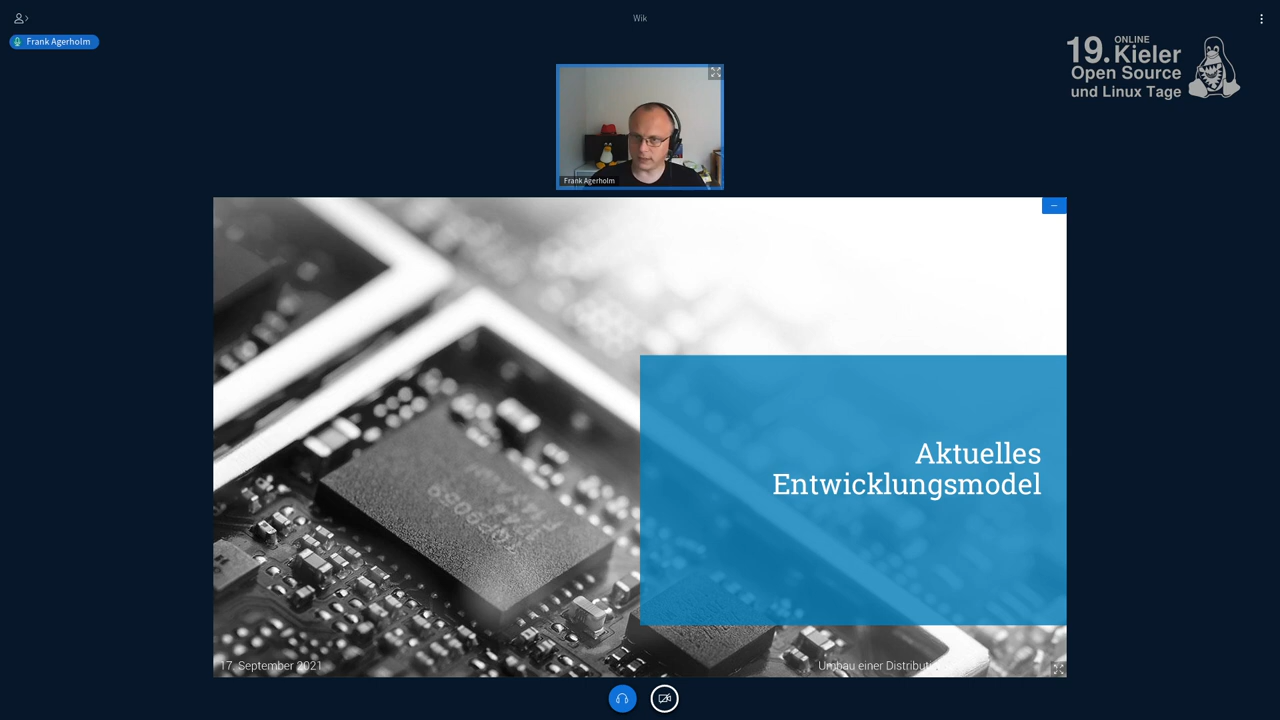 Wik
Frank Agerholm
19. ONLINE Kieler
Open Source
und Linux Tage
Frank Agerholm
Aktuelles
Entwicklungsmodel
17. September 2021
Umbau einer